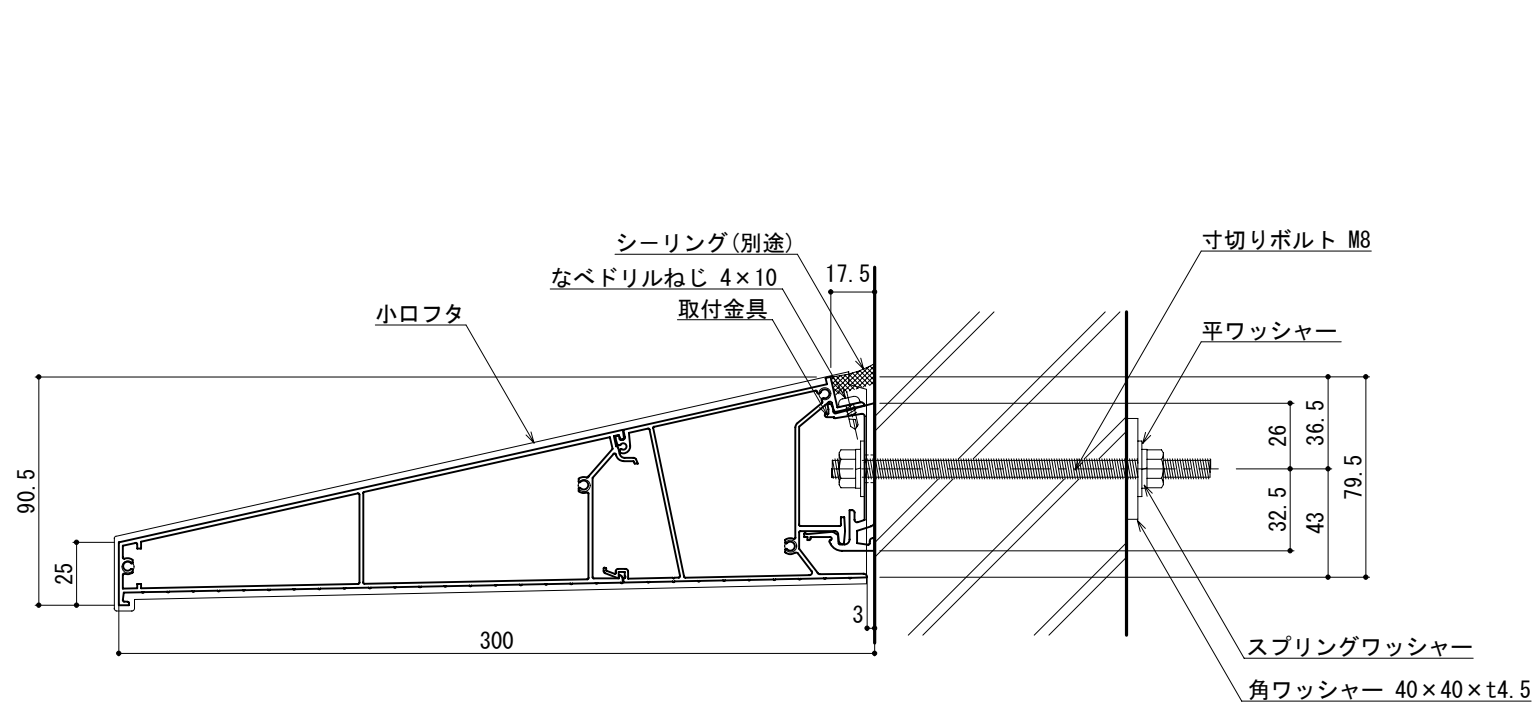 シーリング(別途)
寸切りボルト M8
なべドリルねじ 4×10
17.5
取付金具
小口フタ
平ワッシャー
90.5
25
26
36.5
79.5
32.5
43
3
300
スプリングワッシャー
角ワッシャー 40×40×t4.5